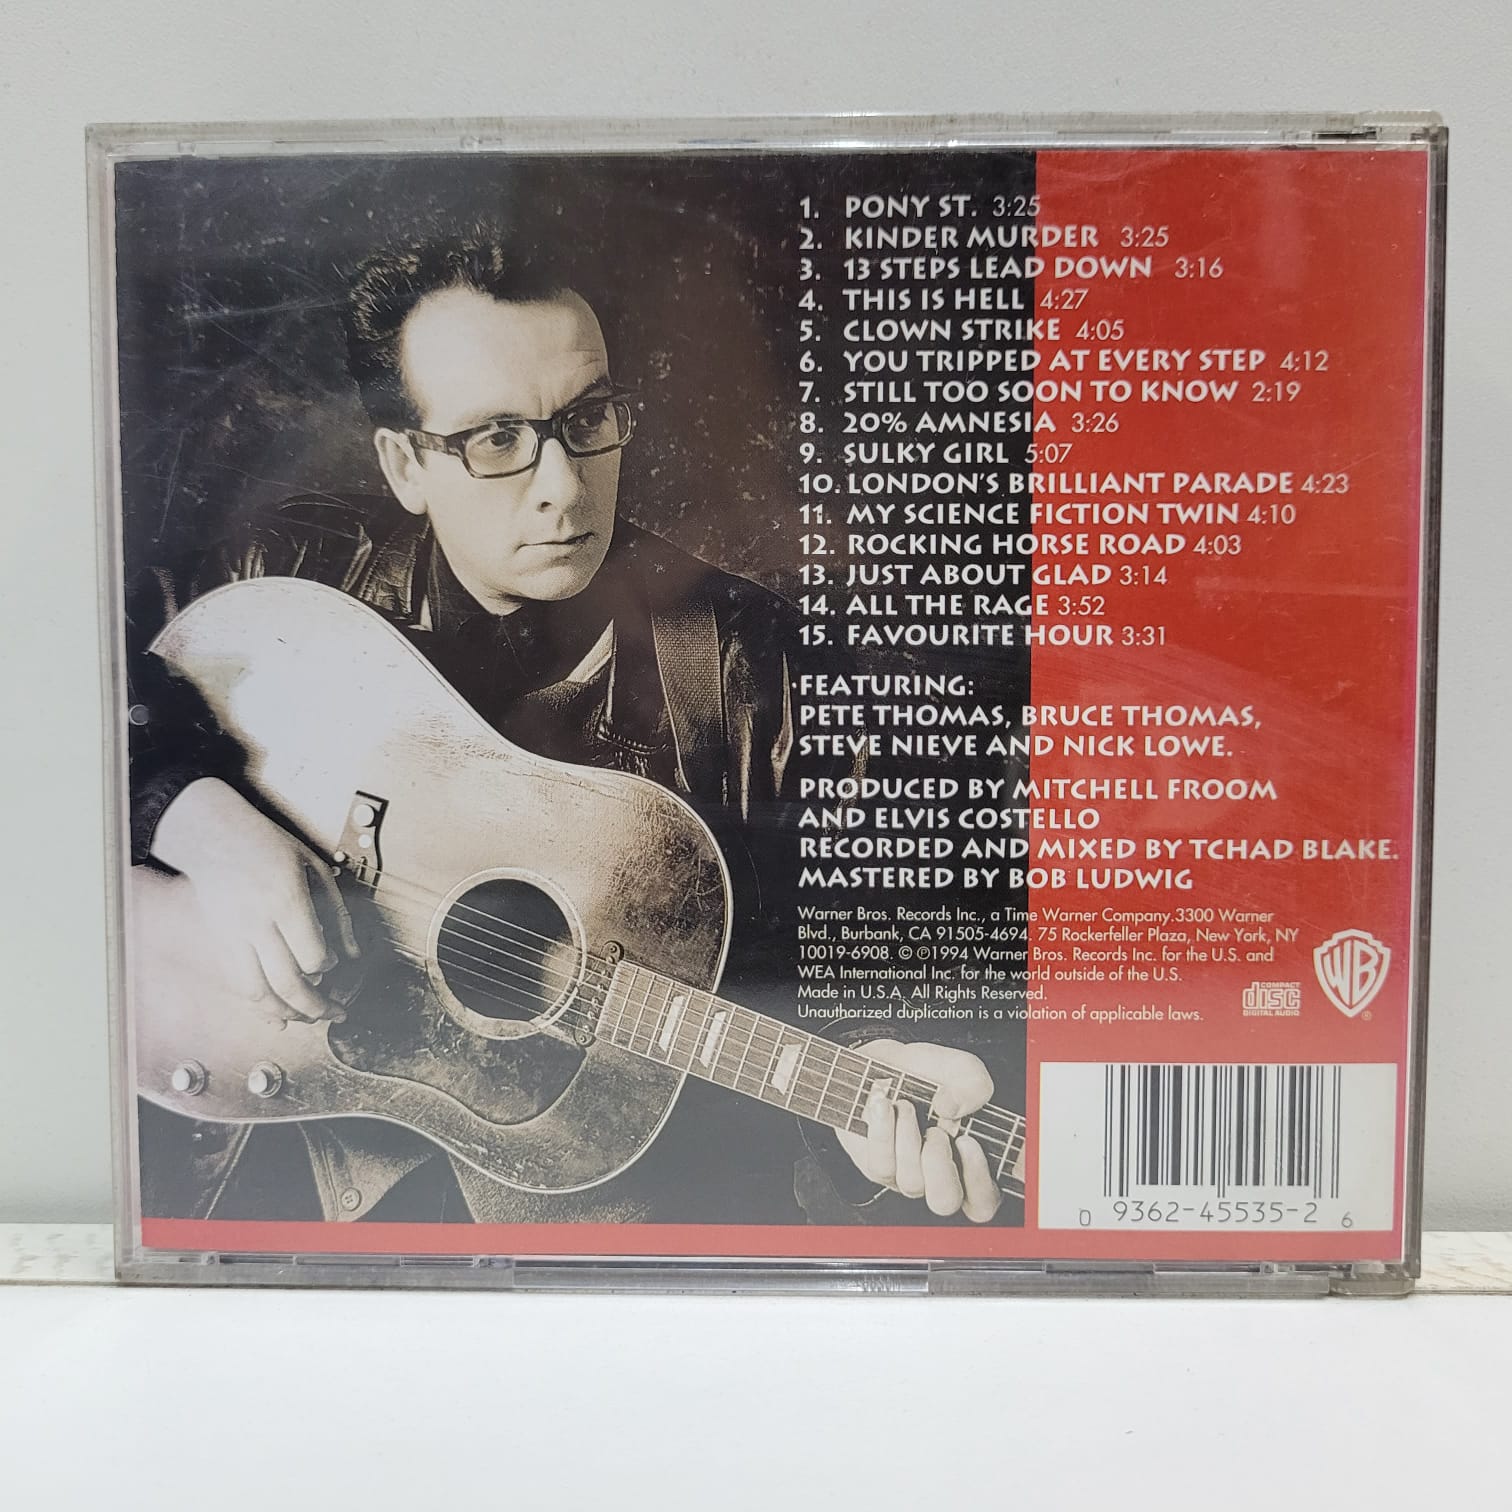 1. PONY ST. 3:25
2. KINDER MURDER 3:25
3. 13 STEPS LEAD DOWN 3:16
4. THIS IS HELL 4:27
5. CLOWN STRIKE 4:05
6. YOU TRIPPED AT EVERY STEP 4:12
7. STILL TOO SOON TO KNOW 2:19
8. 20% AMNESIA 3:26
9. SULKY GIRL 5:07
10. LONDON'S BRILLIANT PARADE 4:23
11. MY SCIENCE FICTION TWIN 4:10
12. ROCKING HORSE ROAD 4:03
13. JUST ABOUT GLAD 3:14
14. ALL THE RAGE 3:52
15. FAVOURITE HOUR 3:31
FEATURING:
PETE THOMAS, BRUCE THOMAS,
STEVE NIEVE AND NICK LOWE.
PRODUCED BY MITCHELL FROOM
AND ELVIS COSTELLO
RECORDED AND MIXED BY TCHAD BLAKE.
MASTERED BY BOB LUDWIG
Warner Bros. Records Inc., a Time Warner Company.3300 Warner
Blvd., Burbank, CA 91505-4694. 75 Rockerfeller Plaza, New York, NY
10019-6908. © ℗1994 Warner Bros. Records Inc. for the U.S. and
WEA International Inc. for the world outside of the U.S.
Made in U.S.A. All Rights Reserved.
Unauthorized duplication is a violation of applicable laws.
COMPACT
disc
DIGITAL AUDIO
WB
®
0 9362-45535-2 6